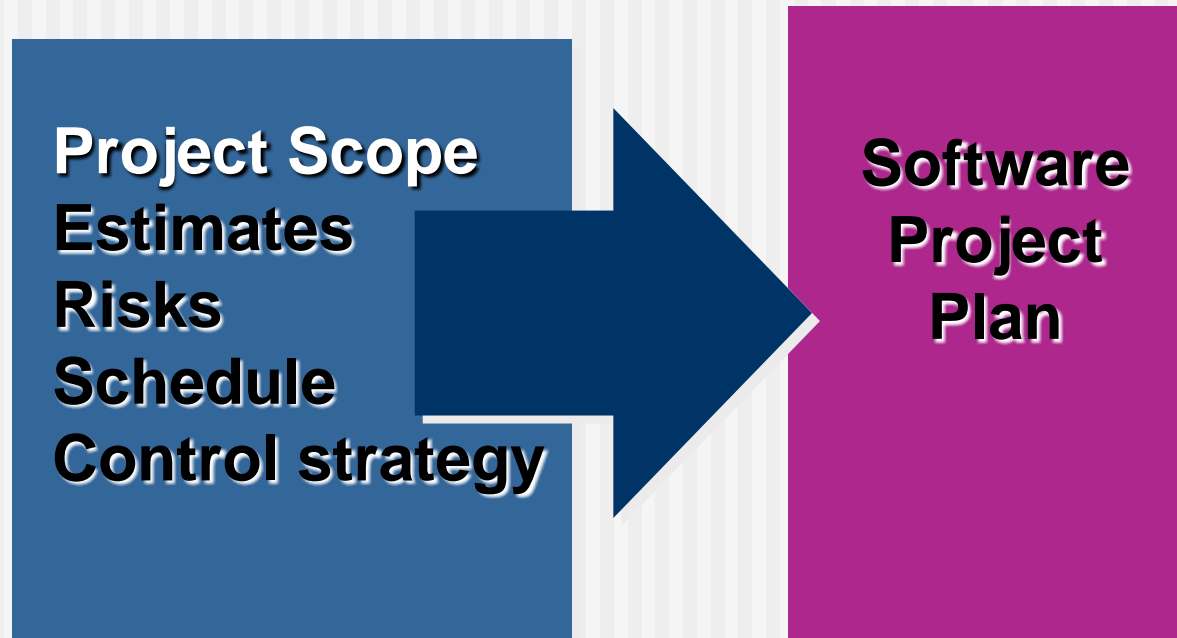 Project Scope
Estimates
Risks
Schedule
Control strategy
Software
Project
Plan